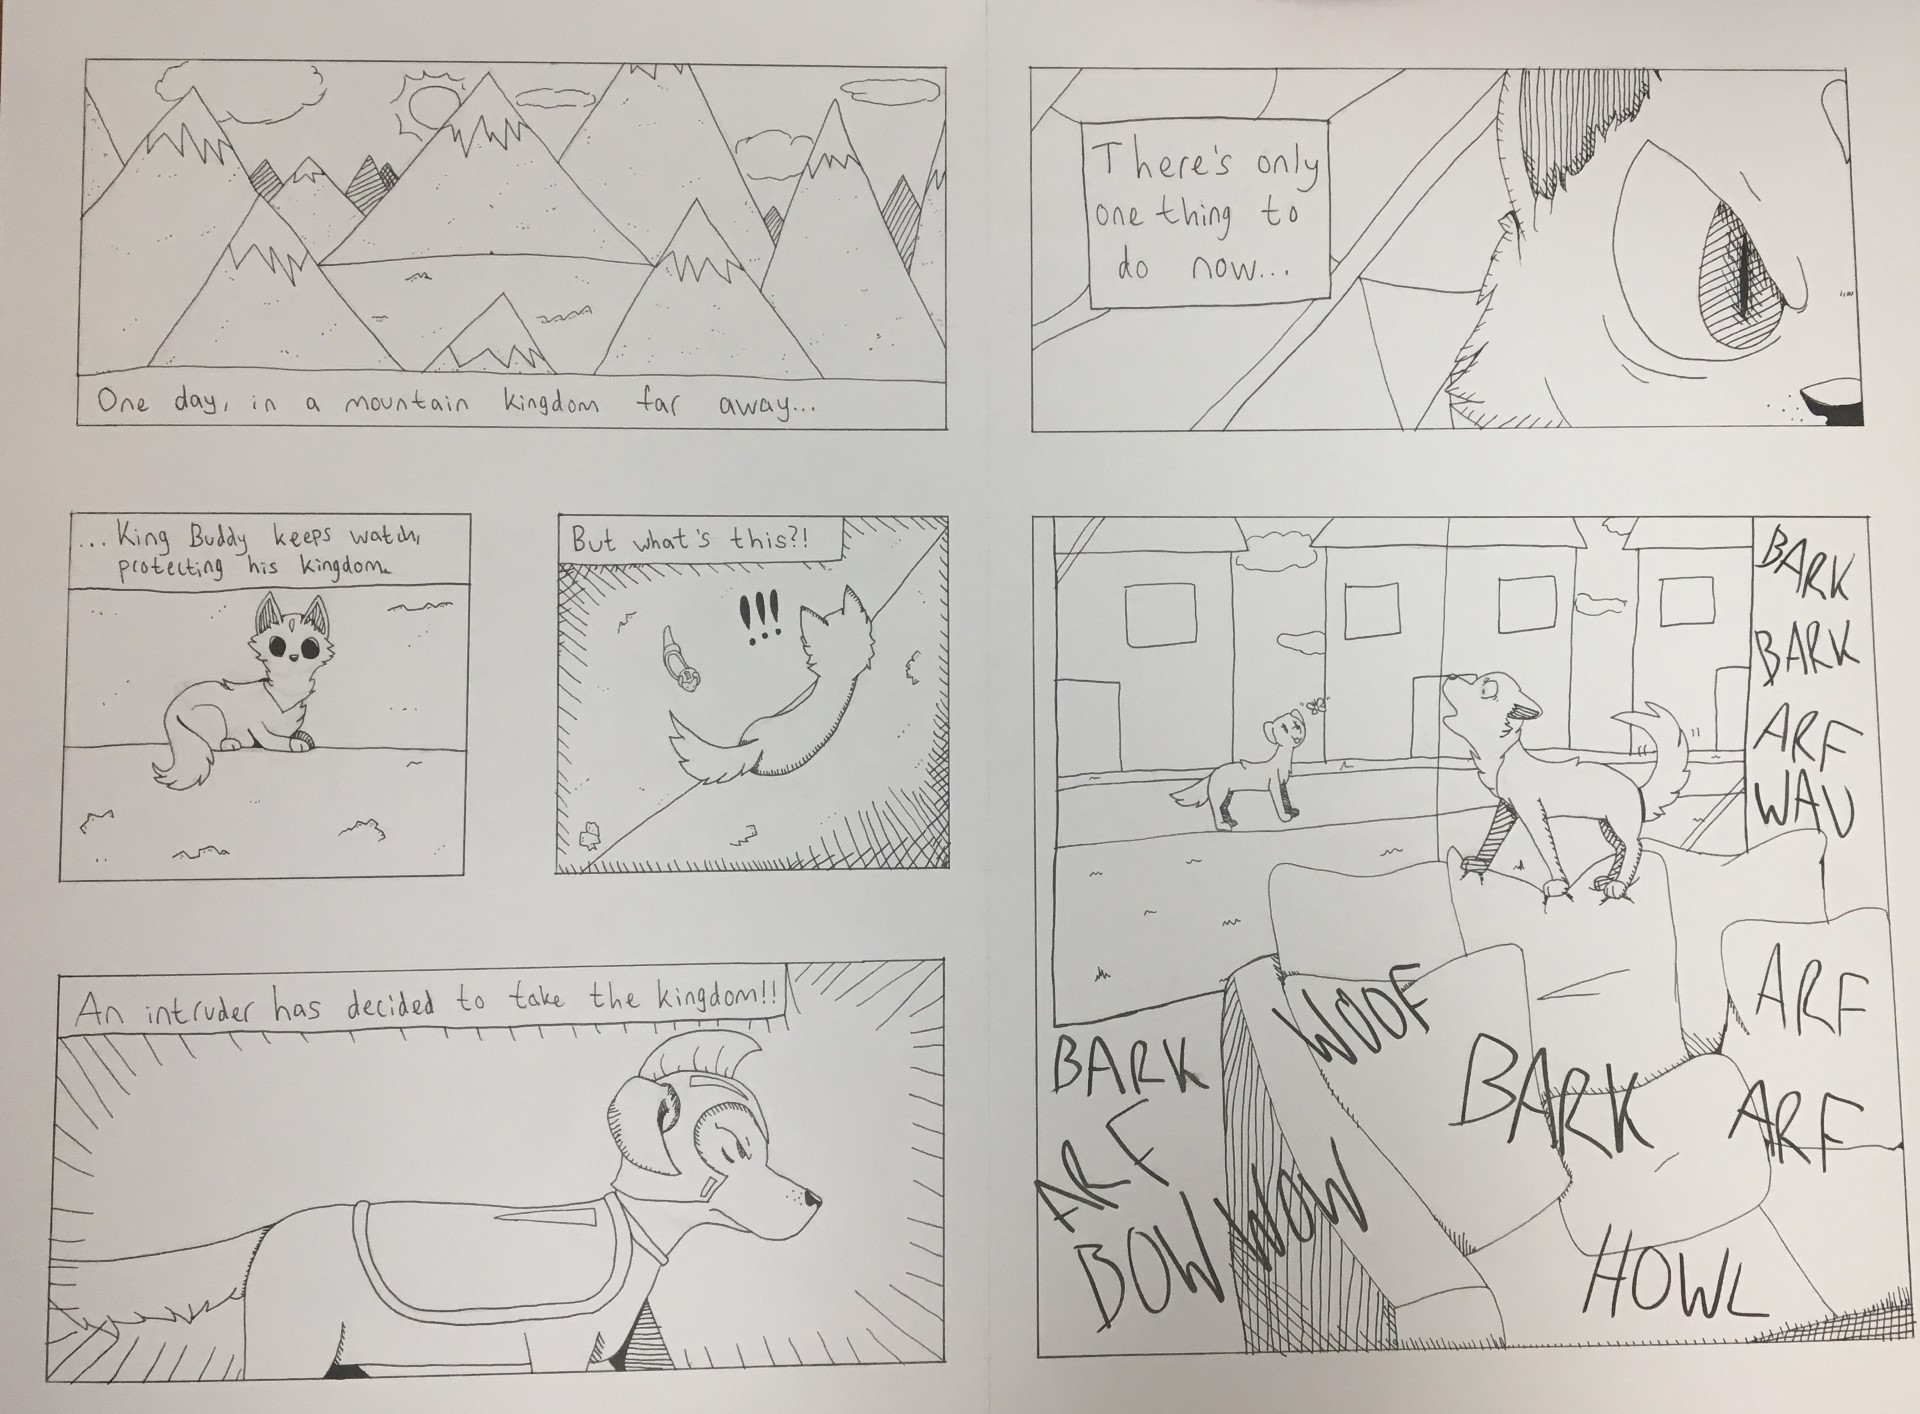 One day, in a mountain kingdom far away...
...King Buddy keeps watch,
protecting his kingdom.
But what's this?!
!!!
An intruder has decided to take the kingdom!!
There's only
one thing to
do now...
BARK
BARK
ARF
WAU
WOOF
ARF
BARK
BARK
ARF
ARF
BOW WOW
HOWL